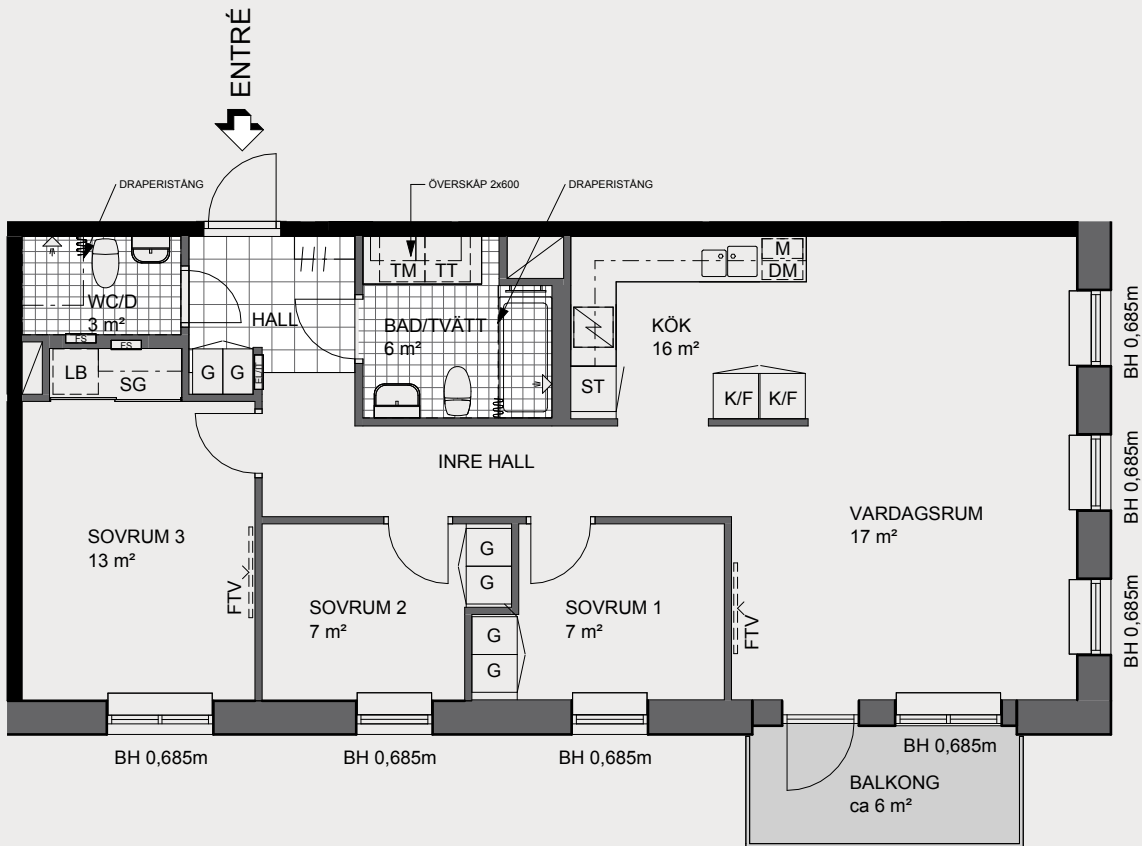 ENTRÉ
DRAPERISTÅNG
ÖVERSKÅP 2x600
DRAPERISTÅNG
TM
TT
M
DM
WC/D
3 m²
HALL
BAD/TVÄTT
6 m²
KÖK
16 m²
FS
FS
LB
SG
G
G
EL/IT
ST
K/F
K/F
BH 0,685m
BH 0,685m
BH 0,685m
INRE HALL
VARDAGSRUM
17 m²
SOVRUM 3
13 m²
FTV
SOVRUM 2
7 m²
G
G
G
G
SOVRUM 1
7 m²
FTV
BH 0,685m
BH 0,685m
BH 0,685m
BH 0,685m
BALKONG
ca 6 m²